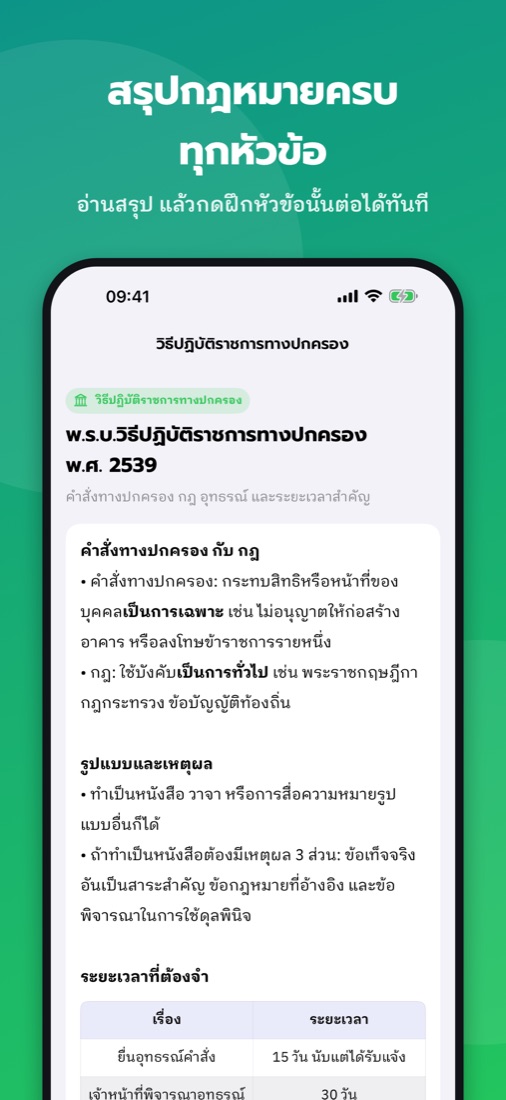 สรุปกฎหมายครบ
ทุกหัวข้อ
อ่านสรุป แล้วกดฝึกหัวข้อนั้นต่อได้ทันที
09:41
วิธีปฏิบัติราชการทางปกครอง
วิธีปฏิบัติราชการทางปกครอง
พ.ร.บ.วิธีปฏิบัติราชการทางปกครอง
พ.ศ. 2539
คำสั่งทางปกครอง กฎ อุทธรณ์ และระยะเวลาสำคัญ
คำสั่งทางปกครอง กับ กฎ
• คำสั่งทางปกครอง: กระทบสิทธิหรือหน้าที่ของ
บุคคลเป็นการเฉพาะ เช่น ไม่อนุญาตให้ก่อสร้าง
อาคาร หรือลงโทษข้าราชการรายหนึ่ง
• กฎ: ใช้บังคับเป็นการทั่วไป เช่น พระราชกฤษฎีกา
กฎกระทรวง ข้อบัญญัติท้องถิ่น
รูปแบบและเหตุผล
• ทำเป็นหนังสือ วาจา หรือการสื่อความหมายรูป
แบบอื่นก็ได้
• ถ้าทำเป็นหนังสือต้องมีเหตุผล 3 ส่วน: ข้อเท็จจริง
อันเป็นสาระสำคัญ ข้อกฎหมายที่อ้างอิง และข้อ
พิจารณาในการใช้ดุลพินิจ
ระยะเวลาที่ต้องจำ
เรื่อง ระยะเวลา
ยื่นอุทธรณ์คำสั่ง 15 วัน นับแต่ได้รับแจ้ง
เจ้าหน้าที่พิจารณาอุทธรณ์ 30 วัน